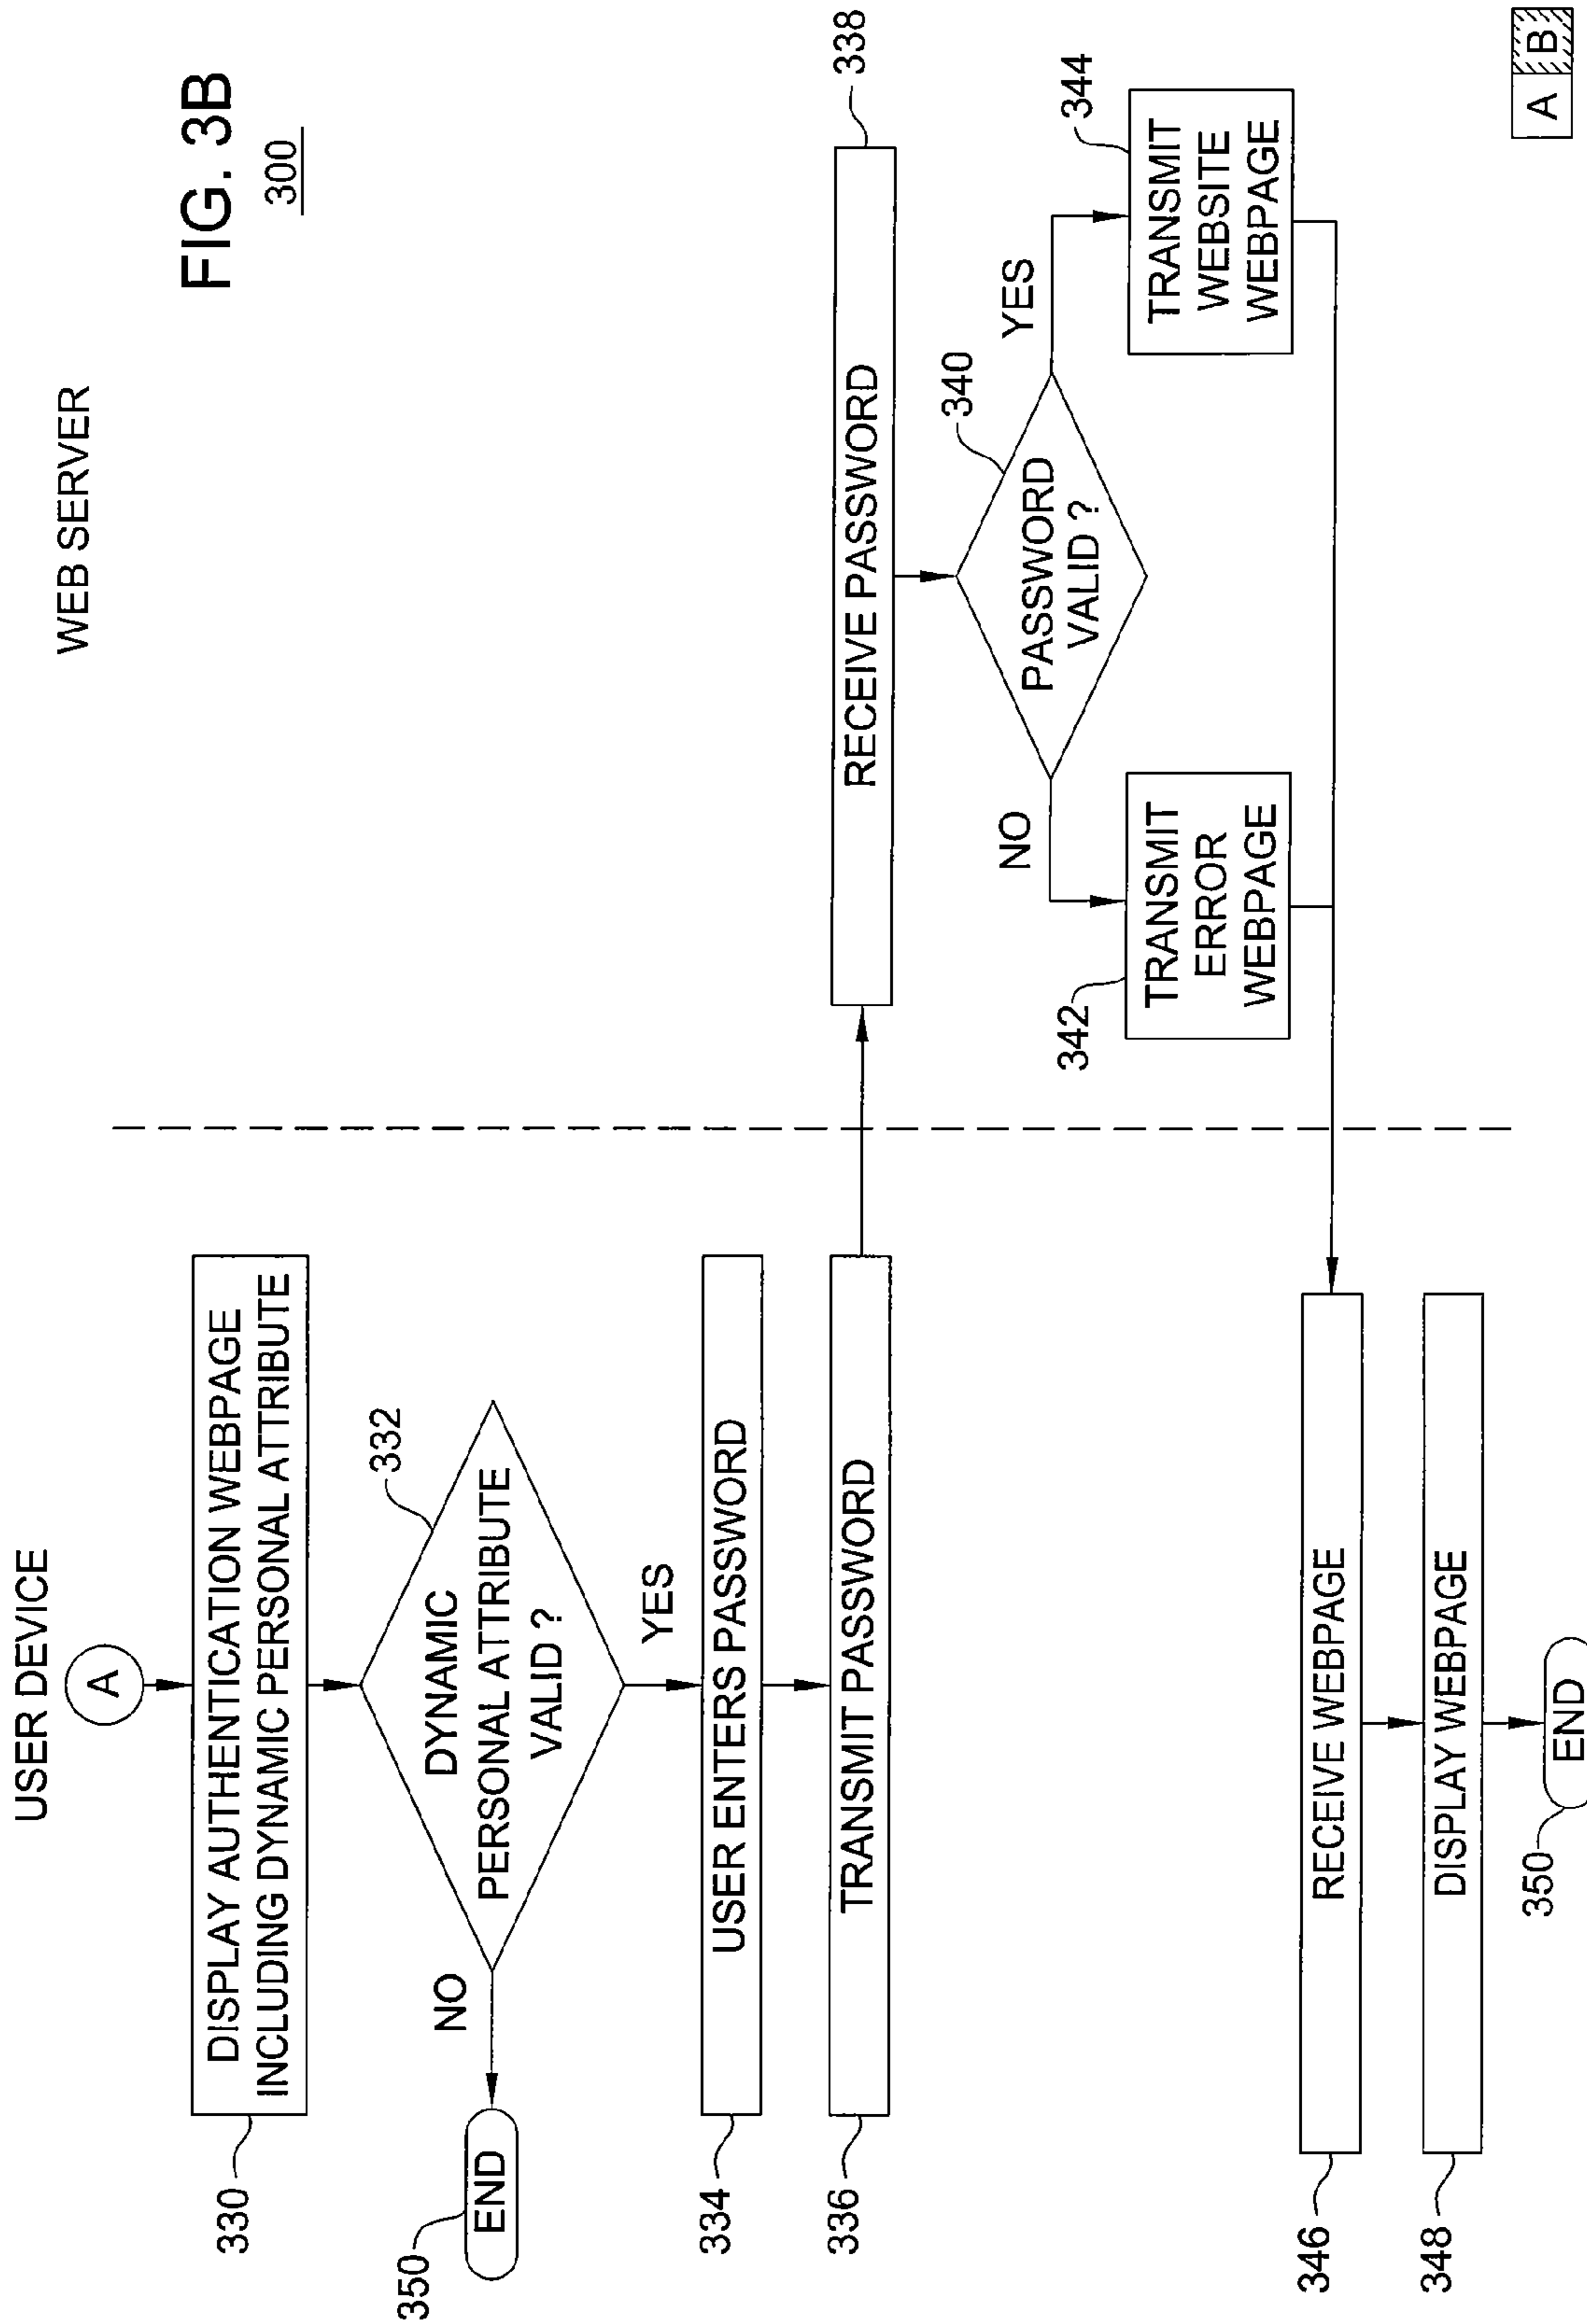 FIG. 3B
300
USER DEVICE
WEB SERVER
A
330
DISPLAY AUTHENTICATION WEBPAGE
INCLUDING DYNAMIC PERSONAL ATTRIBUTE
332
DYNAMIC
PERSONAL ATTRIBUTE
VALID ?
NO
350
END
YES
334
USER ENTERS PASSWORD
336
TRANSMIT PASSWORD
338
RECEIVE PASSWORD
340
PASSWORD
VALID ?
NO
YES
342
TRANSMIT
ERROR
WEBPAGE
344
TRANSMIT
WEBSITE
WEBPAGE
346
RECEIVE WEBPAGE
348
DISPLAY WEBPAGE
350
END
A
B